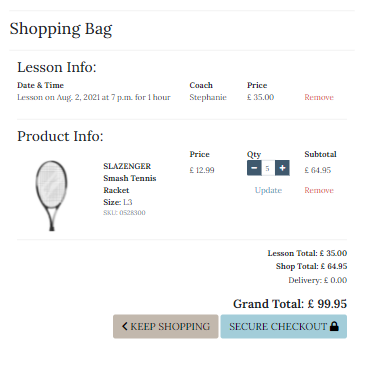 Shopping Bag
Lesson Info:
Date & Time Coach Price
Lesson on Aug. 2, 2021 at 7 p.m. for 1 hour Stephanie £ 35.00 Remove
Product Info:
Price Qty Subtotal
SLAZENGER
Smash Tennis
Racket
Size: L3
SKU: 0528300
£ 12.99 − 5 + £ 64.95
Update Remove
Lesson Total: £ 35.00
Shop Total: £ 64.95
Delivery: £ 0.00
Grand Total: £ 99.95
KEEP SHOPPING SECURE CHECKOUT